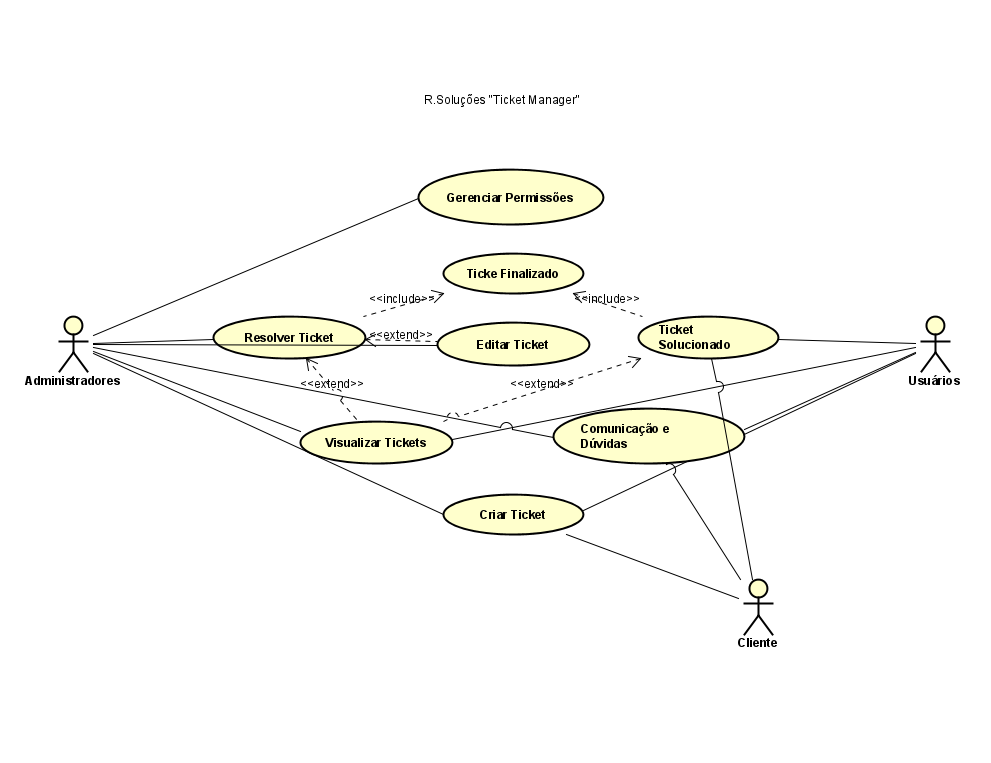 R.Soluções "Ticket Manager"
Gerenciar Permissões
Ticke Finalizado
<<include>>
<<include>>
Resolver Ticket
<<extend>>
Editar Ticket
Ticket
Solucionado
Administradores
Usuários
<<extend>>
<<extend>>
Visualizar Tickets
Comunicação e
Dúvidas
Criar Ticket
Cliente